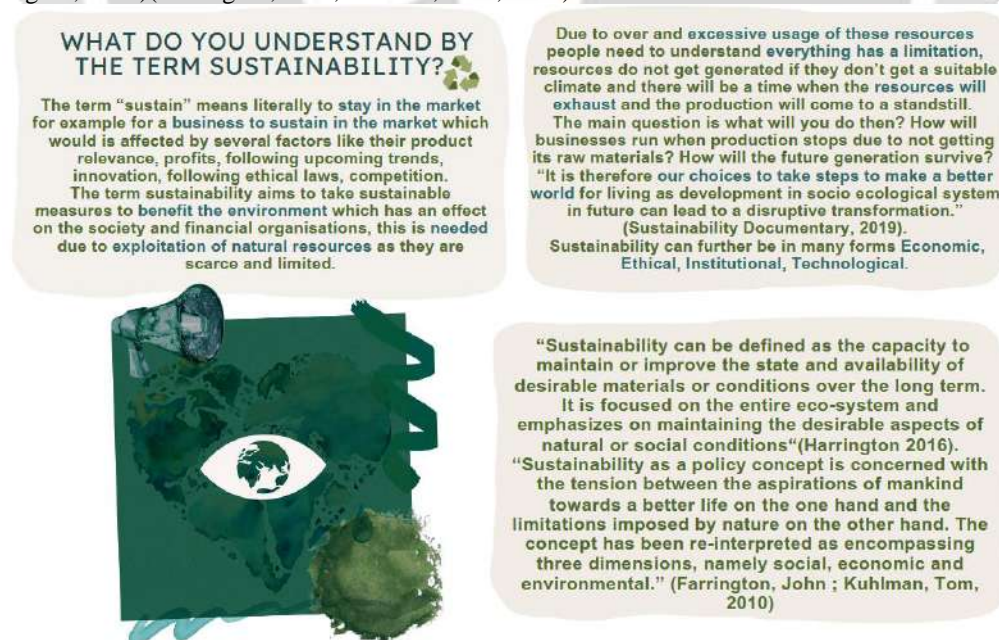 WHAT DO YOU UNDERSTAND BY
THE TERM SUSTAINABILITY?
The term “sustain” means literally to stay in the market
for example for a business to sustain in the market which
would is affected by several factors like their product
relevance, profits, following upcoming trends,
innovation, following ethical laws, competition.
The term sustainability aims to take sustainable
measures to benefit the environment which has an effect
on the society and financial organisations, this is needed
due to exploitation of natural resources as they are
scarce and limited.
Due to over and excessive usage of these resources
people need to understand everything has a limitation,
resources do not get generated if they don't get a suitable
climate and there will be a time when the resources will
exhaust and the production will come to a standstill.
The main question is what will you do then? How will
businesses run when production stops due to not getting
its raw materials? How will the future generation survive?
“It is therefore our choices to take steps to make a better
world for living as development in socio ecological system
in future can lead to a disruptive transformation.”
(Sustainability Documentary, 2019).
Sustainability can further be in many forms Economic,
Ethical, Institutional, Technological.
“Sustainability can be defined as the capacity to
maintain or improve the state and availability of
desirable materials or conditions over the long term.
It is focused on the entire eco-system and
emphasizes on maintaining the desirable aspects of
natural or social conditions“(Harrington 2016).
“Sustainability as a policy concept is concerned with
the tension between the aspirations of mankind
towards a better life on the one hand and the
limitations imposed by nature on the other hand. The
concept has been re-interpreted as encompassing
three dimensions, namely social, economic and
environmental.” (Farrington, John ; Kuhlman, Tom,
2010)